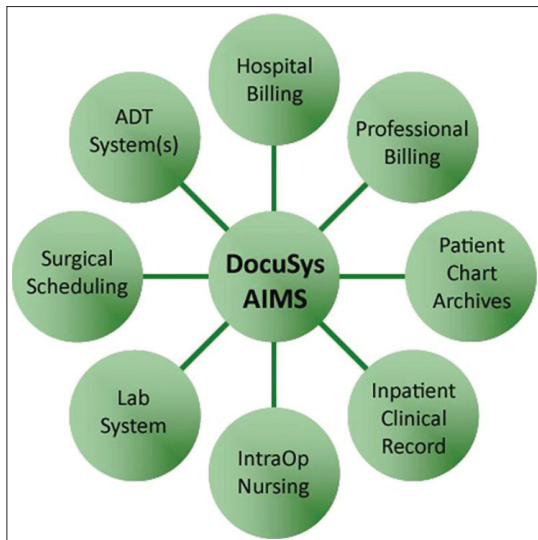 Hospital
Billing
Professional
Billing
Patient
Chart
Archives
Inpatient
Clinical
Record
IntraOp
Nursing
Lab
System
Surgical
Scheduling
ADT
System(s)
DocuSys
AIMS